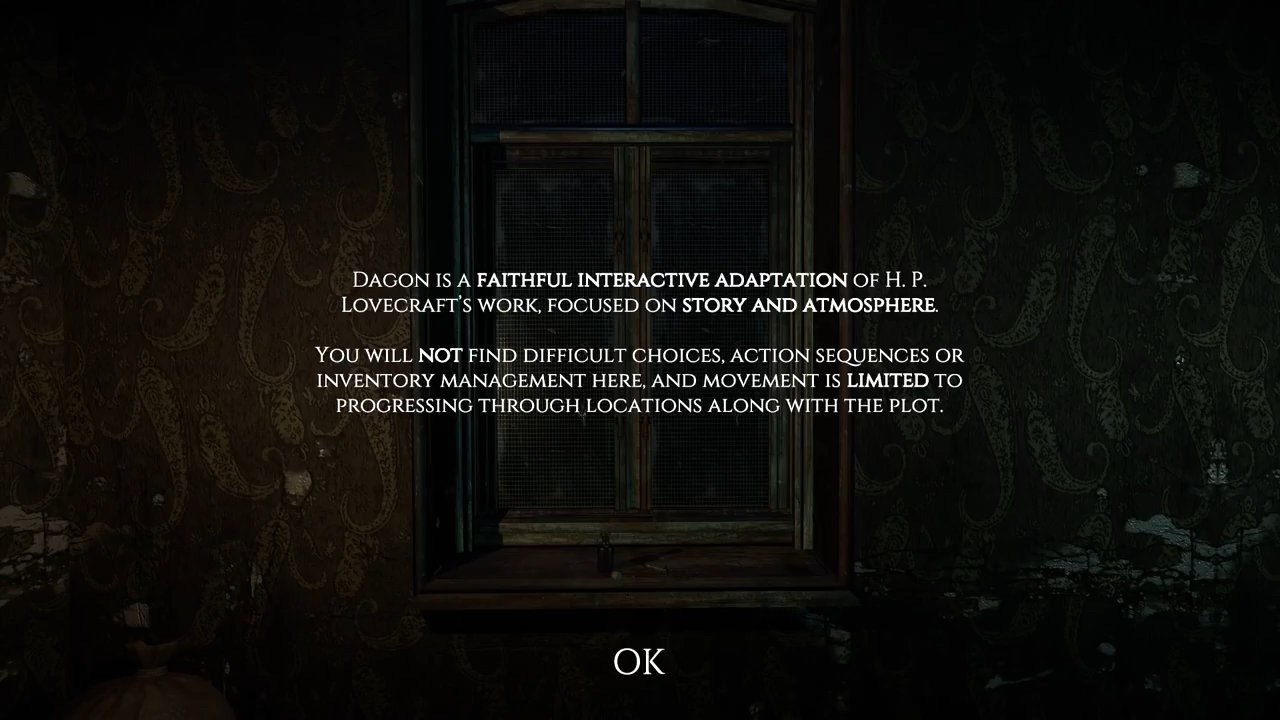 Dagon is a faithful interactive adaptation of H. P.
Lovecraft's work, focused on story and atmosphere.
You will not find difficult choices, action sequences or
inventory management here, and movement is limited to
progressing through locations along with the plot.
OK